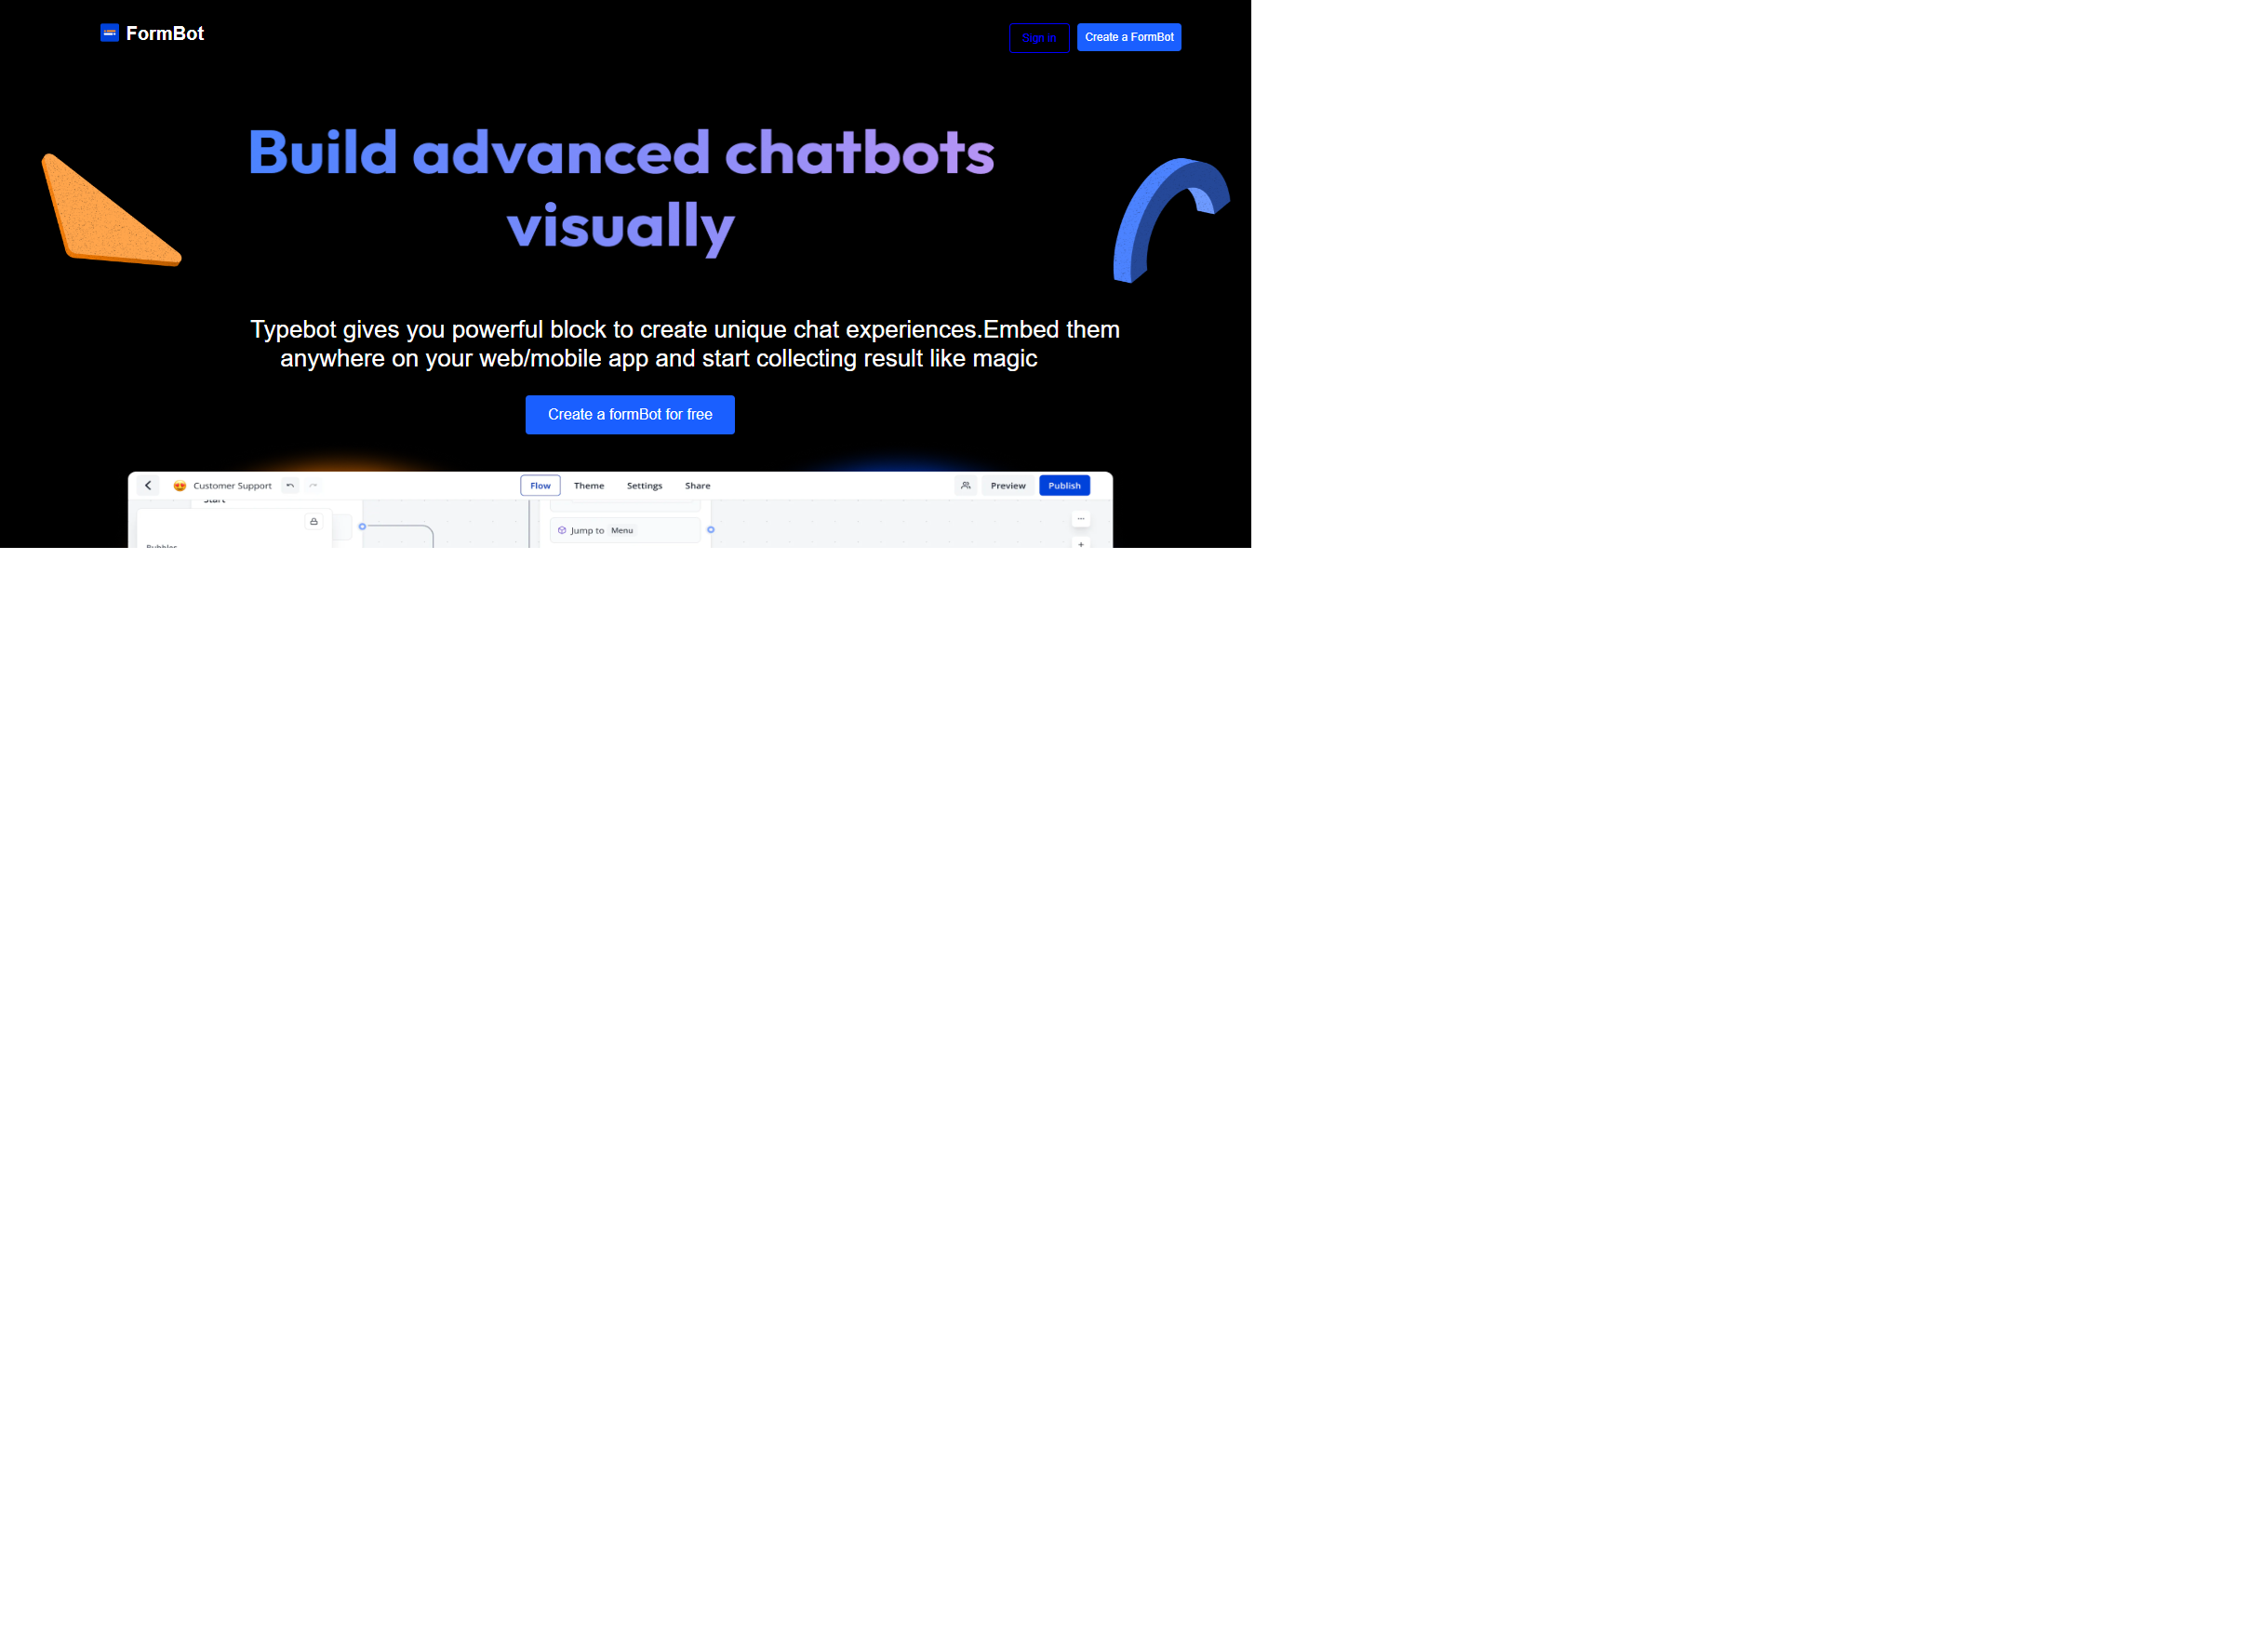 FormBot
Sign in
Create a FormBot
Build advanced chatbots
visually
Typebot gives you powerful block to create unique chat experiences.Embed them
anywhere on your web/mobile app and start collecting result like magic
Create a formBot for free
Customer Support
Flow
Theme
Settings
Share
Preview
Publish
Start
Jump to Menu
Bubbles